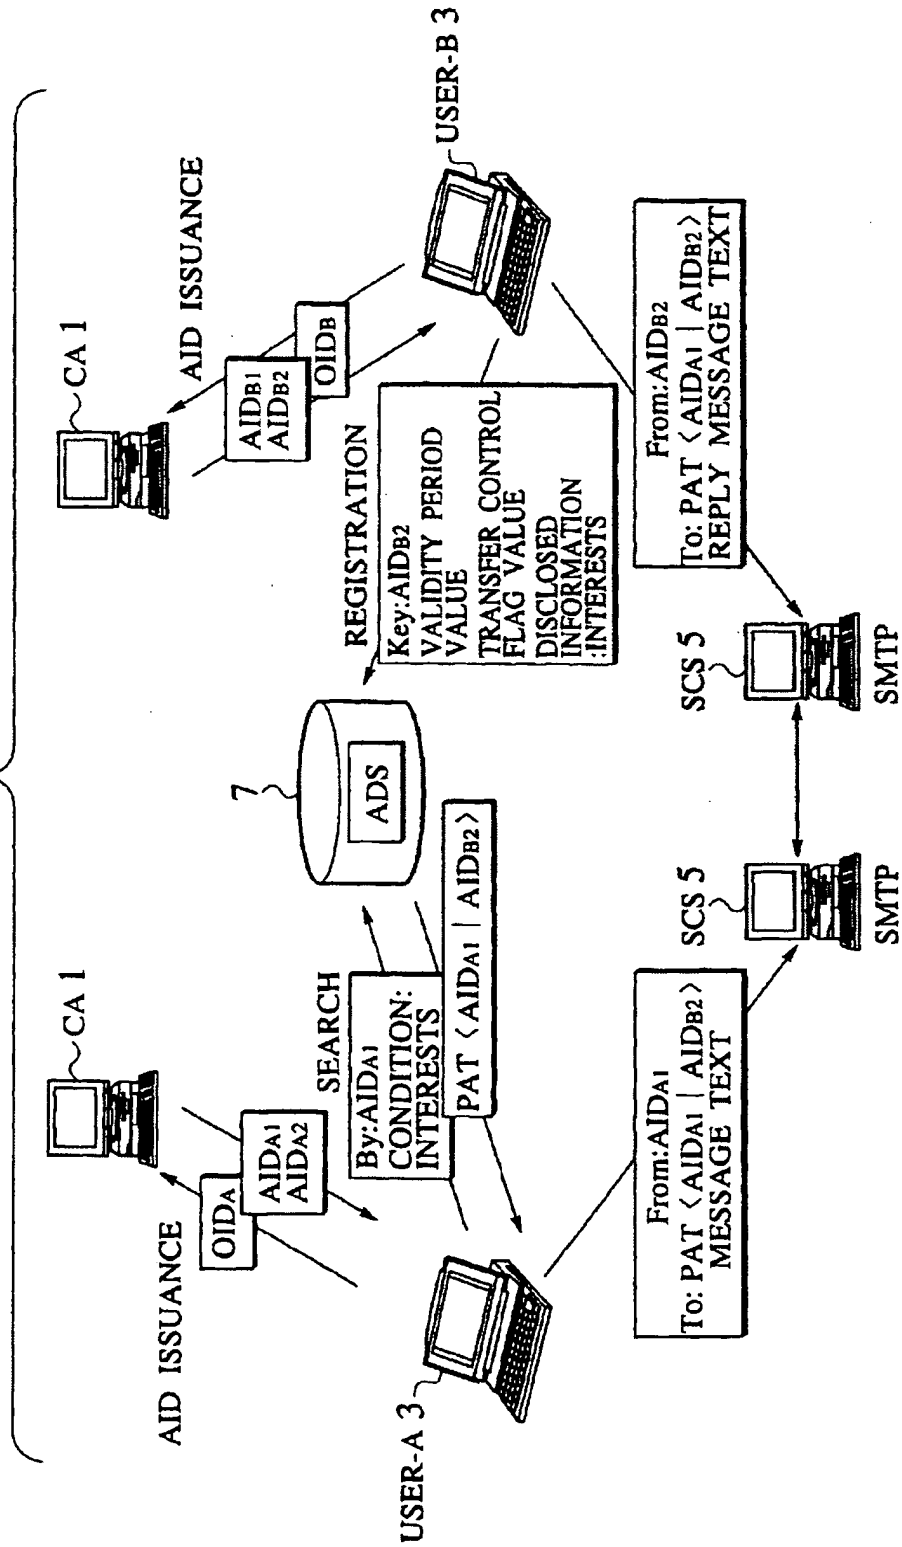 CA 1
CA 1
AID ISSUANCE
OIDA
AIDA1
AIDA2
AID ISSUANCE
AIDB1
AIDB2
OIDB
7
ADS
SEARCH
By:AIDA1
CONDITION:
INTERESTS
PAT <AIDA1 | AIDB2>
REGISTRATION
Key:AIDB2
VALIDITY PERIOD
VALUE
TRANSFER CONTROL
FLAG VALUE
DISCLOSED
INFORMATION
:INTERESTS
USER-A 3
USER-B 3
From:AIDA1
To: PAT <AIDA1 | AIDB2>
MESSAGE TEXT
From:AIDB2
To: PAT <AIDA1 | AIDB2>
REPLY MESSAGE TEXT
SCS 5
SCS 5
SMTP
SMTP